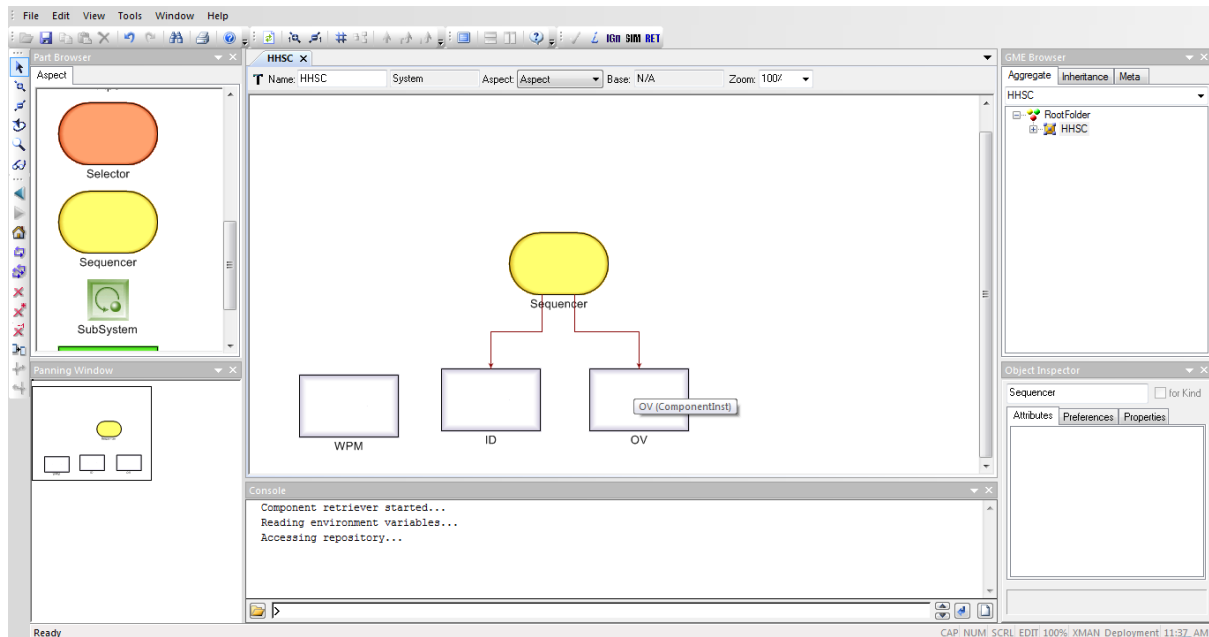 File Edit View Tools Window Help
IGn SIM RET
Part Browser
Aspect
Selector
Sequencer
SubSystem
Panning Window
HHSC
Name: HHSC System Aspect: Aspect Base: N/A Zoom: 100%
Sequencer
WPM
ID
OV
OV (ComponentInst)
Console
Component retriever started...
Reading environment variables...
Accessing repository...
>
GME Browser
Aggregate Inheritance Meta
HHSC
RootFolder
HHSC
Object Inspector
Sequencer for Kind
Attributes Preferences Properties
Ready CAP NUM SCRL EDIT 100% XMAN Deployment 11:37 AM